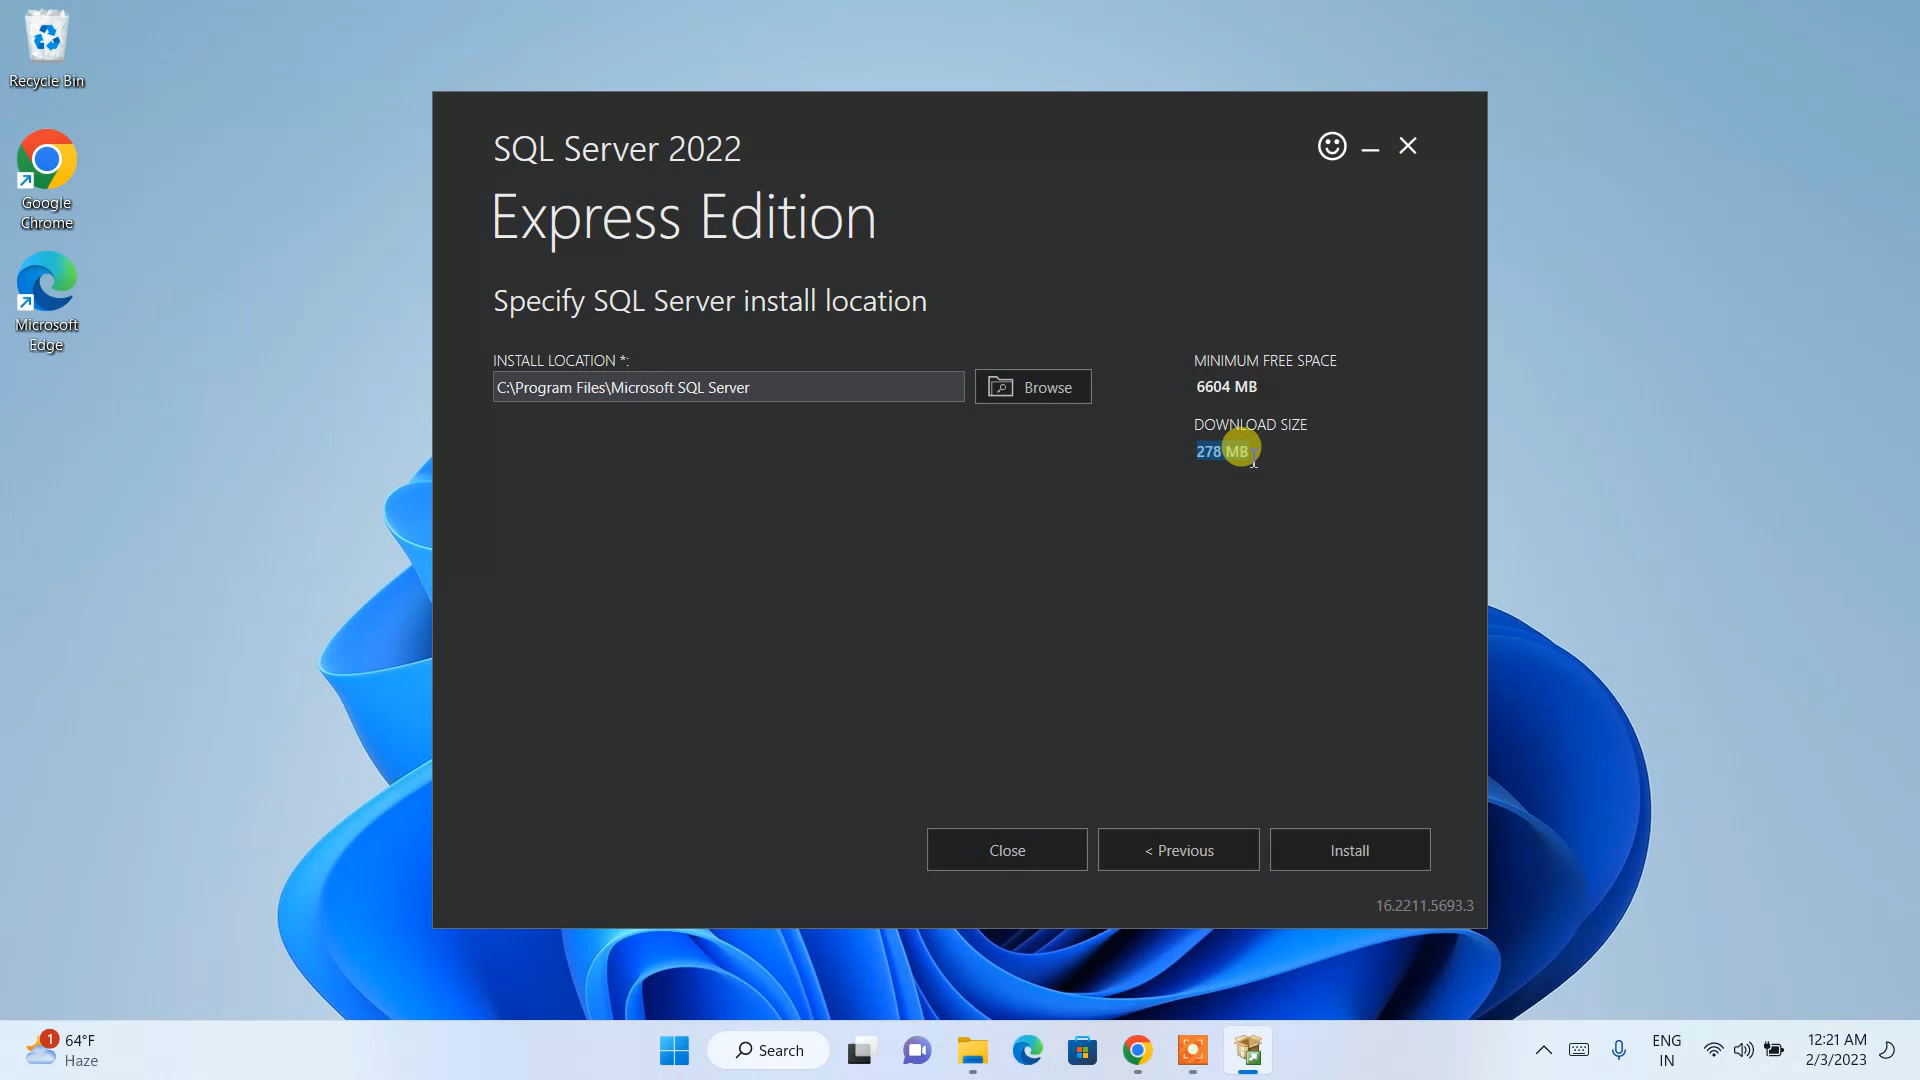 Recycle Bin
Google
Chrome
Microsoft
Edge
SQL Server 2022
Express Edition
Specify SQL Server install location
INSTALL LOCATION *:
C:\Program Files\Microsoft SQL Server
Browse
MINIMUM FREE SPACE
6604 MB
DOWNLOAD SIZE
278 MB
Close
< Previous
Install
16.2211.5693.3
1
64°F
Haze
Search
ENG
IN
12:21 AM
2/3/2023